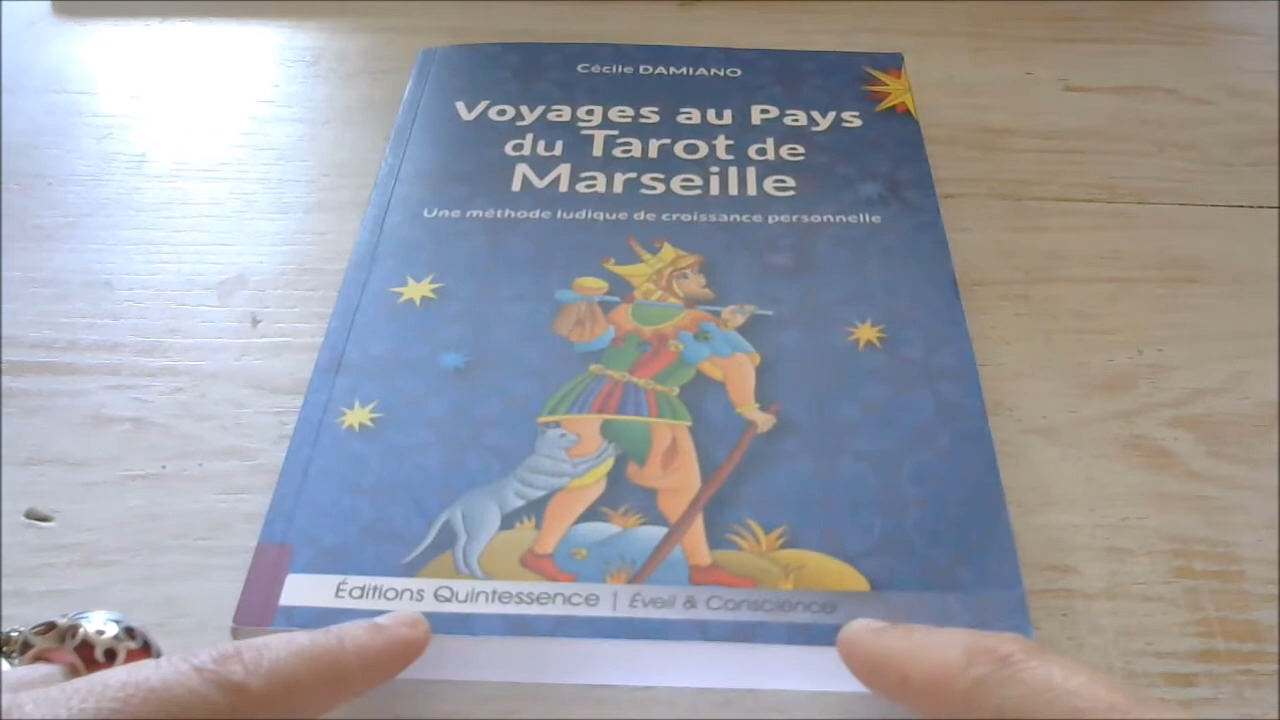 Cécile DAMIANO
Voyages au Pays
du Tarot de
Marseille
Une méthode ludique de croissance personnelle
Éditions Quintessence | Éveil & Conscience